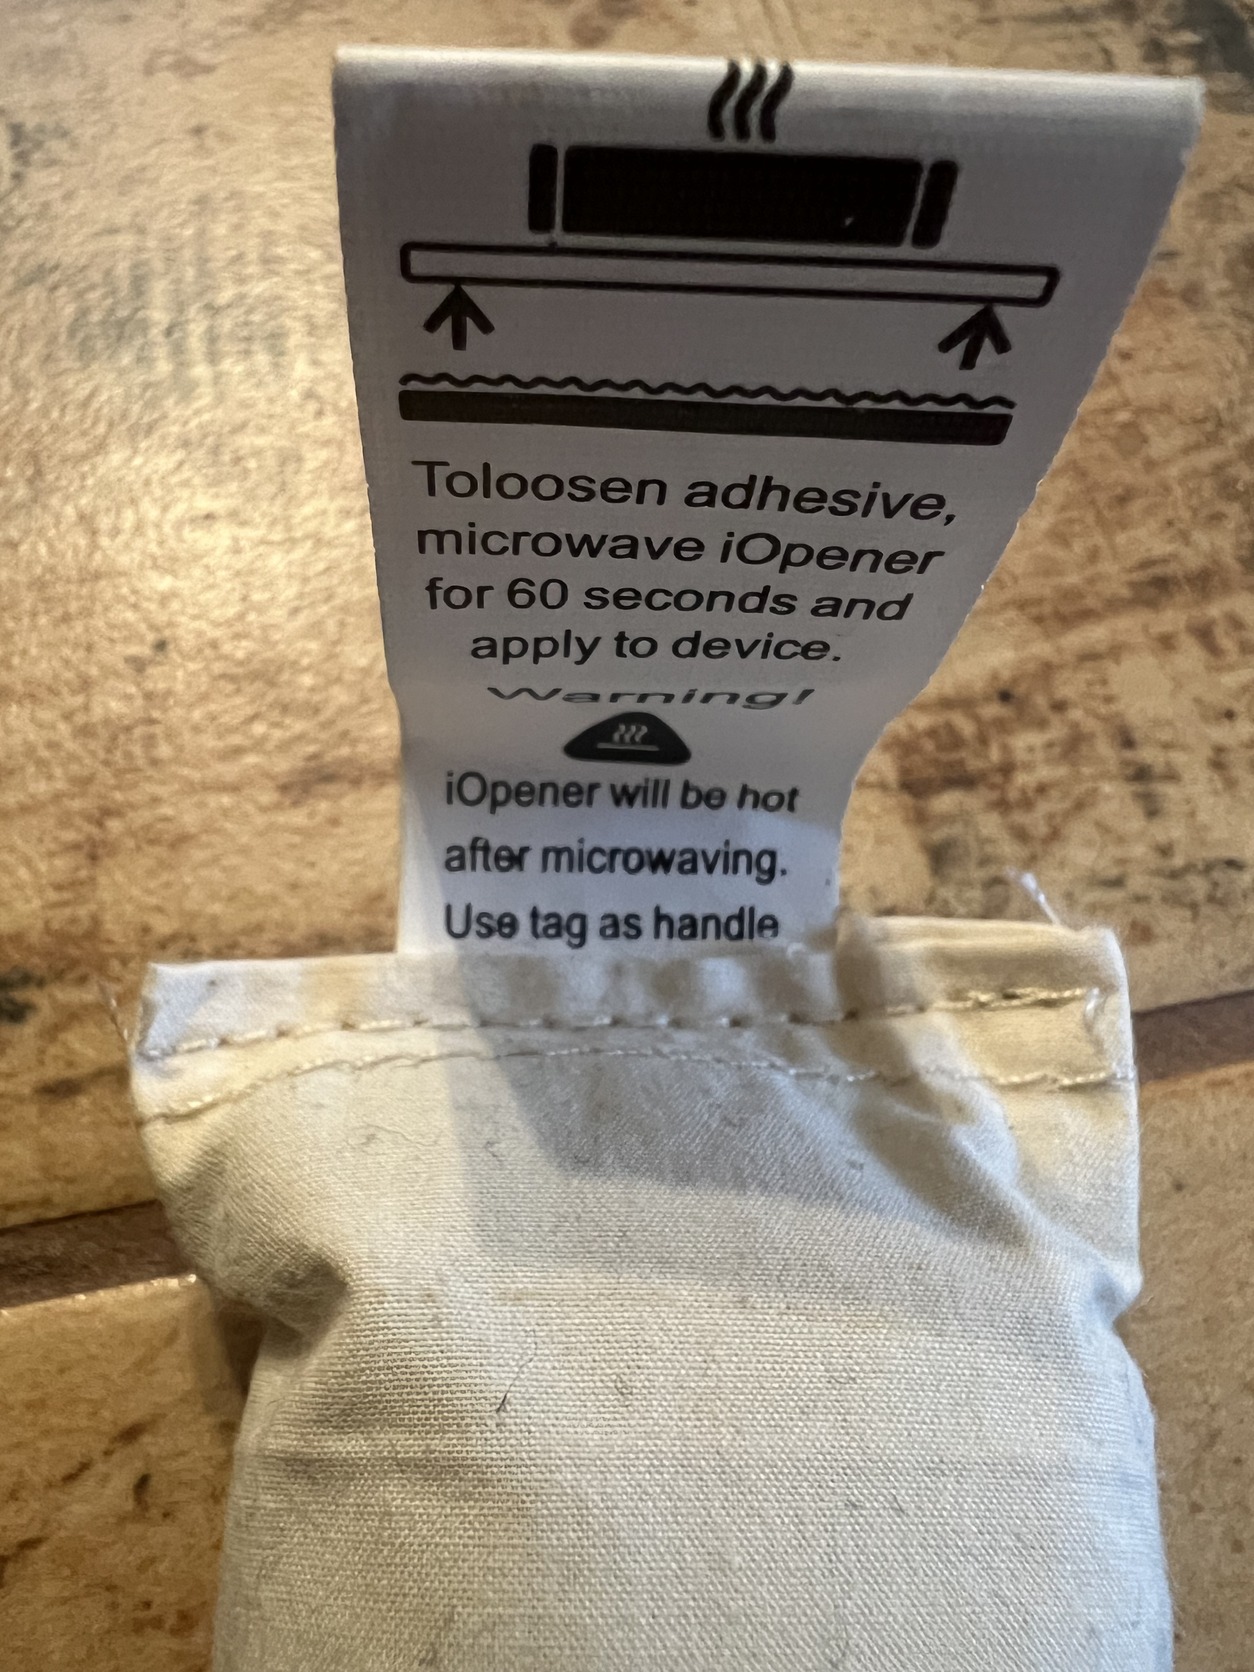 Toloosen adhesive,
microwave iOpener
for 60 seconds and
apply to device.
Warning!
iOpener will be hot
after microwaving.
Use tag as handle